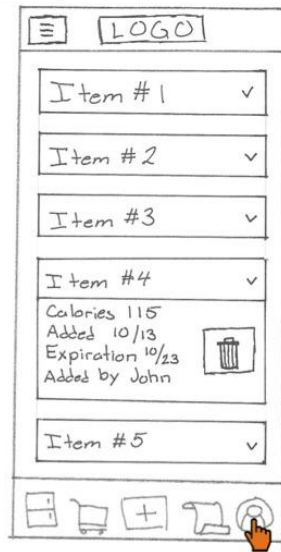 LOGO
Item #1
Item #2
Item #3
Item #4
Calories 115
Added 10/13
Expiration 10/23
Added by John
Item #5